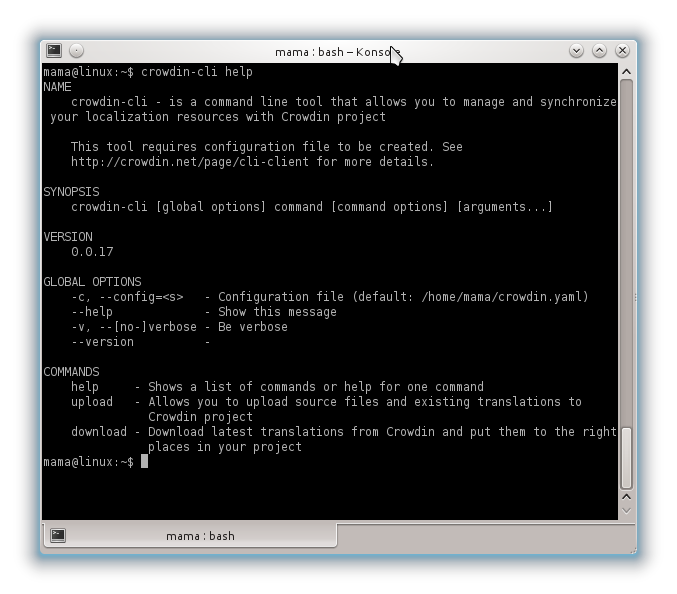 mama : bash – Konsole
mama@linux:~$ crowdin-cli help
NAME
    crowdin-cli - is a command line tool that allows you to manage and synchronize
 your localization resources with Crowdin project

    This tool requires configuration file to be created. See
    http://crowdin.net/page/cli-client for more details.

SYNOPSIS
    crowdin-cli [global options] command [command options] [arguments...]

VERSION
    0.0.17

GLOBAL OPTIONS
    -c, --config=<s>   - Configuration file (default: /home/mama/crowdin.yaml)
    --help             - Show this message
    -v, --[no-]verbose - Be verbose
    --version          -

COMMANDS
    help     - Shows a list of commands or help for one command
    upload   - Allows you to upload source files and existing translations to
               Crowdin project
    download - Download latest translations from Crowdin and put them to the right
               places in your project
mama@linux:~$
mama : bash